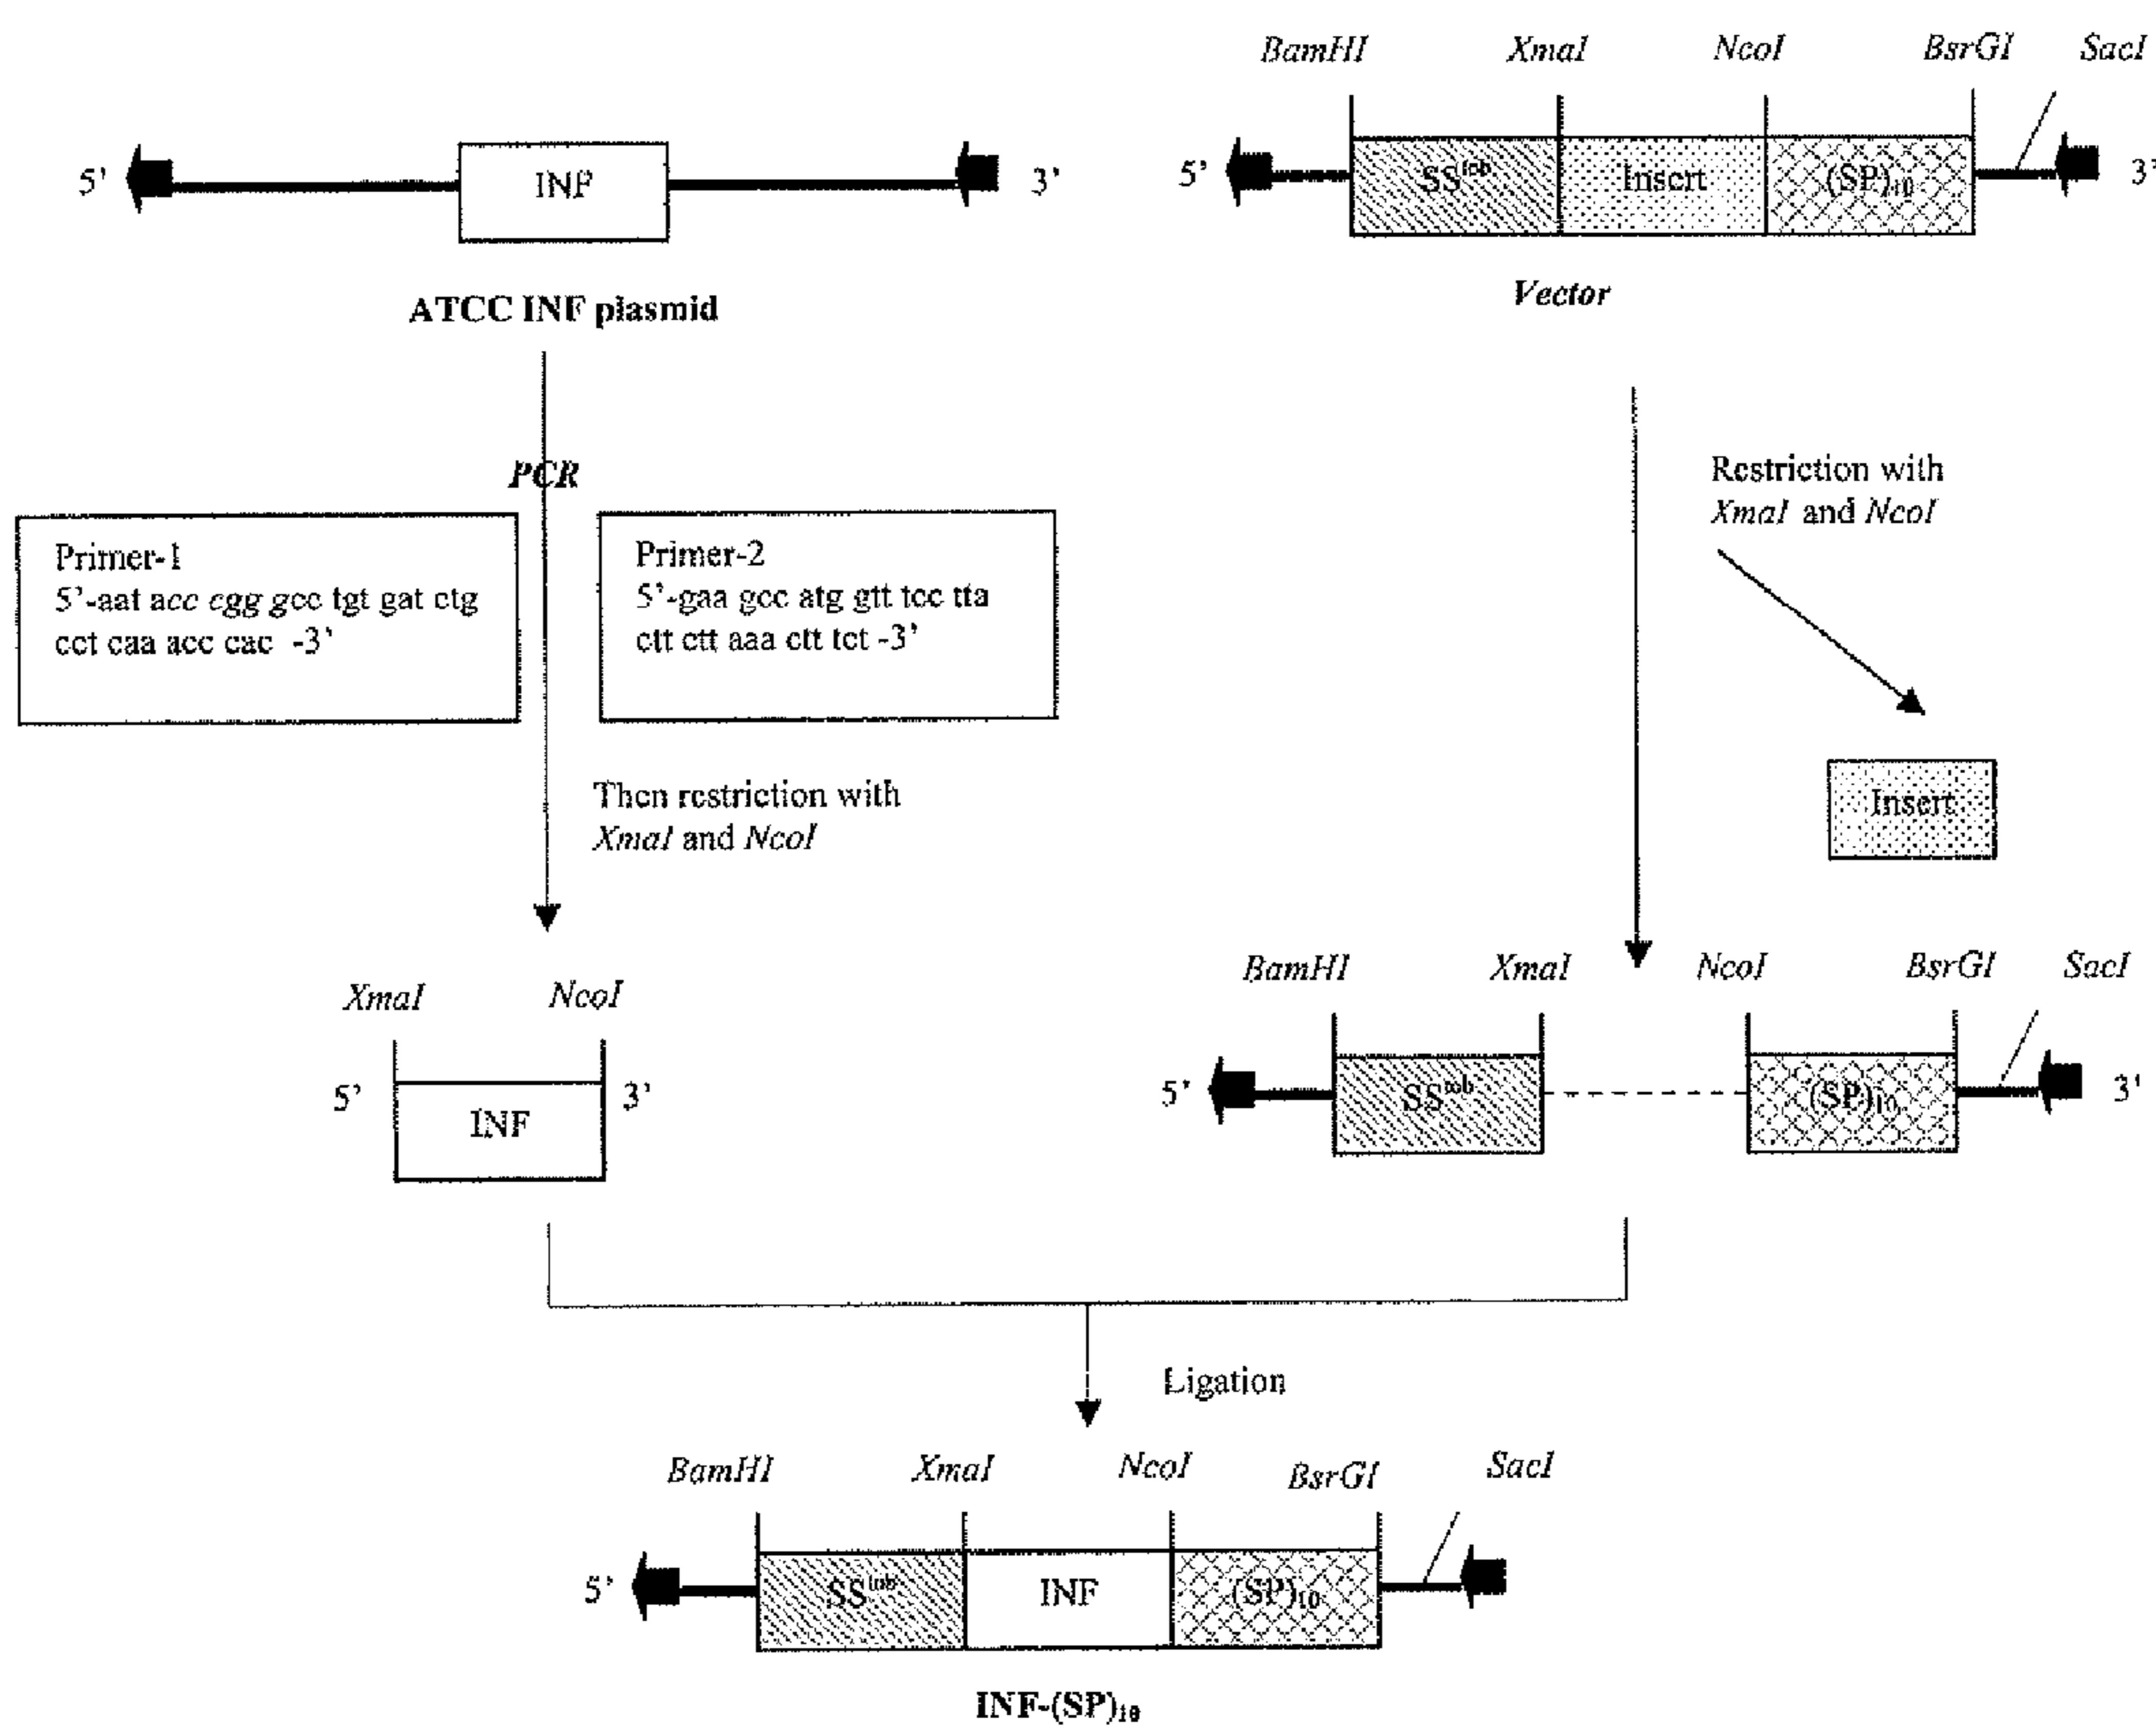 BamHI XmaI NcoI BsrGI SacI
5' INF 3'
5' SS^tob Insert (SP)₁₀ 3'
ATCC INF plasmid
Vector
PCR
Primer-1
5'-aat acc cgg gcc tgt gat ctg
cct caa acc cac -3'
Primer-2
5'-gaa gcc atg gtt tcc tta
ctt ctt aaa ctt tct -3'
Restriction with
XmaI and NcoI
Then restriction with
XmaI and NcoI
Insert
XmaI NcoI
5' INF 3'
BamHI XmaI NcoI BsrGI SacI
5' SS^tob (SP)₁₀ 3'
Ligation
BamHI XmaI NcoI BsrGI SacI
5' SS^tob INF (SP)₁₀
INF-(SP)₁₀